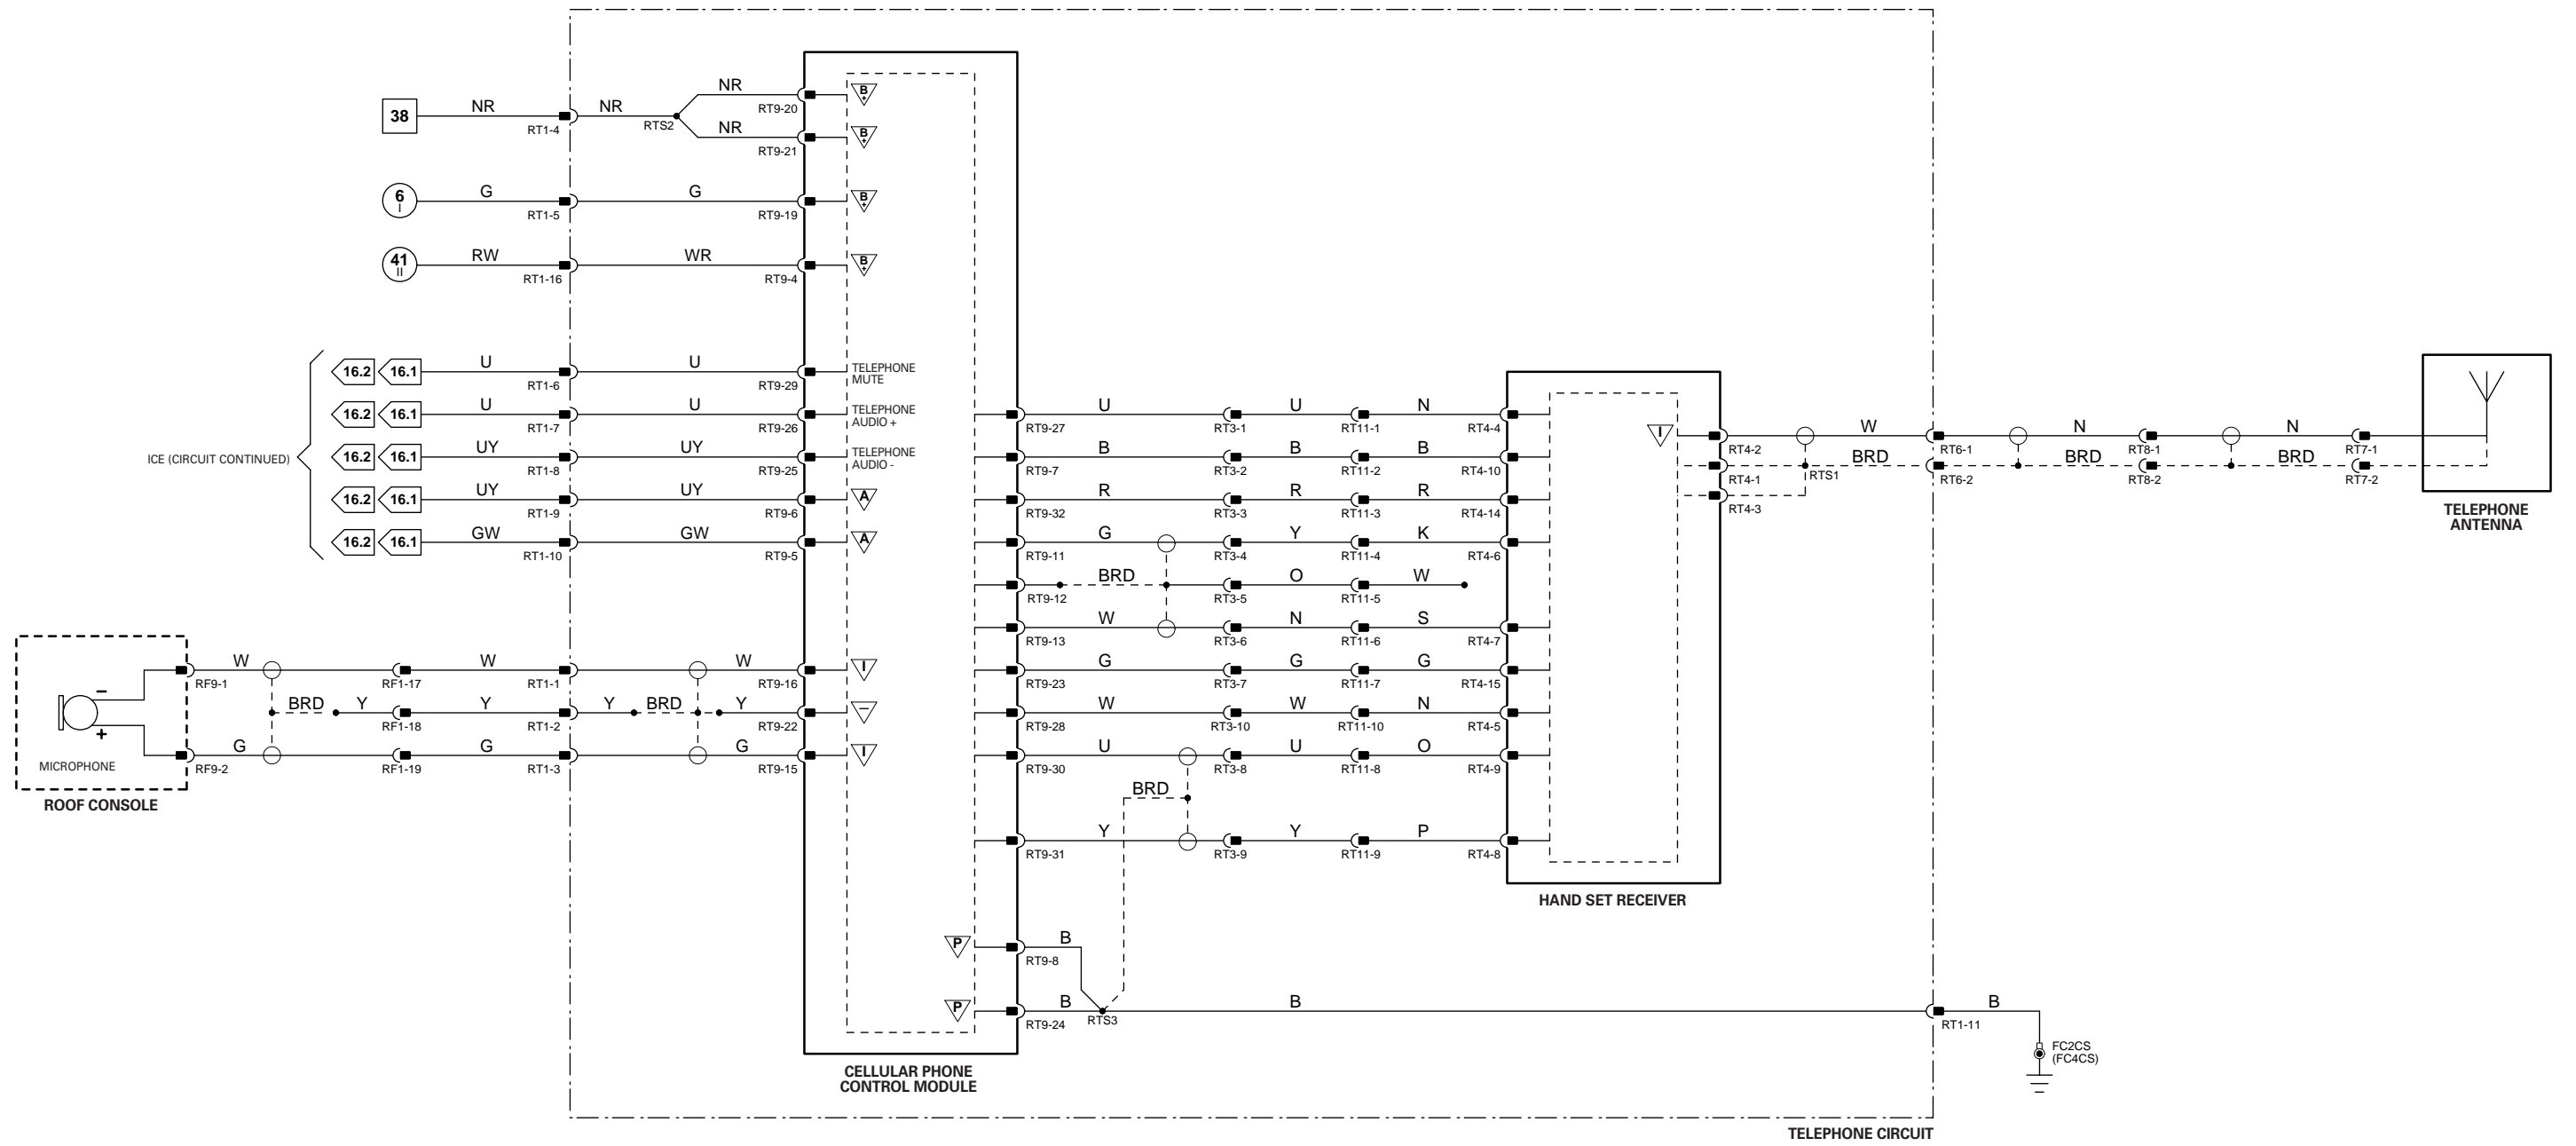 NR NR NR
38 RT1-4 RTS2 RT9-20 B+
NR
RT9-21 B+
6 I G RT1-5 G RT9-19 B+
41 II RW RT1-16 WR RT9-4 B+
ICE (CIRCUIT CONTINUED)
16.2 16.1 U RT1-6 U RT9-29 TELEPHONE
MUTE
16.2 16.1 U RT1-7 U RT9-26 TELEPHONE
AUDIO +
16.2 16.1 UY RT1-8 UY RT9-25 TELEPHONE
AUDIO -
16.2 16.1 UY RT1-9 UY RT9-6 A
16.2 16.1 GW RT1-10 GW RT9-5 A
W RF9-1 RF1-17 W RT1-1 W RT9-16 I
BRD Y RF1-18 Y RT1-2 Y BRD Y RT9-22 –
G RF9-2 RF1-19 G RT1-3 G RT9-15 I
–
+
MICROPHONE
ROOF CONSOLE
RT9-27 U RT3-1 U RT11-1 N RT4-4
RT9-7 B RT3-2 B RT11-2 B RT4-10
RT9-32 R RT3-3 R RT11-3 R RT4-14
RT9-11 G RT3-4 Y RT11-4 K RT4-6
RT9-12 BRD RT3-5 O RT11-5 W
RT9-13 W RT3-6 N RT11-6 S RT4-7
RT9-23 G RT3-7 G RT11-7 G RT4-15
RT9-28 W RT3-10 W RT11-10 N RT4-5
RT9-30 U RT3-8 U RT11-8 O RT4-9
BRD
RT9-31 Y RT3-9 Y RT11-9 P RT4-8
P RT9-8 B
P RT9-24 B RTS3 B RT1-11 B
FC2CS
(FC4CS)
CELLULAR PHONE
CONTROL MODULE
HAND SET RECEIVER
I RT4-2 W RT6-1 N RT8-1 N RT7-1
RT4-1 RTS1 BRD RT6-2 BRD RT8-2 BRD RT7-2
RT4-3
TELEPHONE
ANTENNA
TELEPHONE CIRCUIT